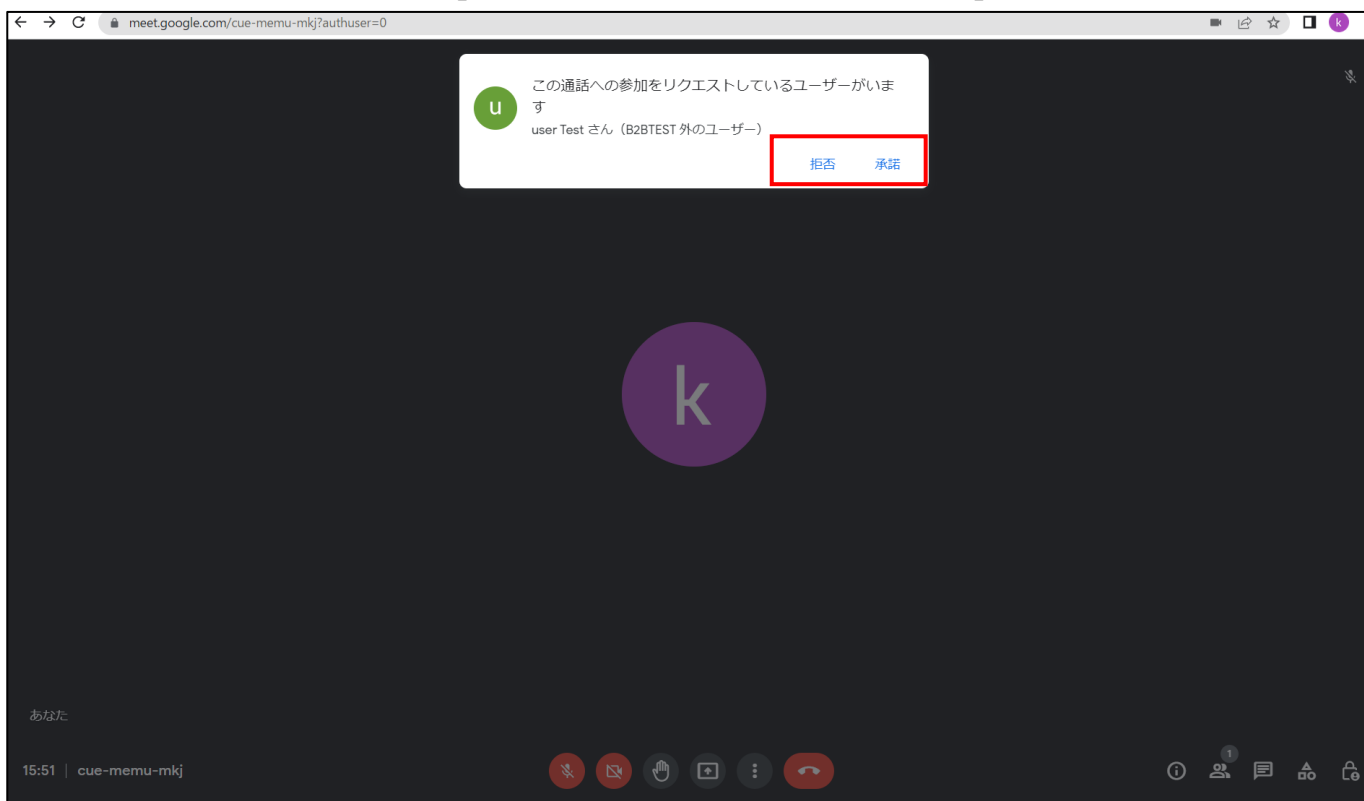 meet.google.com/cue-memu-mkj?authuser=0
k
この通話への参加をリクエストしているユーザーがいま
す
u
user Test さん（B2BTEST 外のユーザー）
拒否 承諾
k
あなた
15:51 | cue-memu-mkj
1